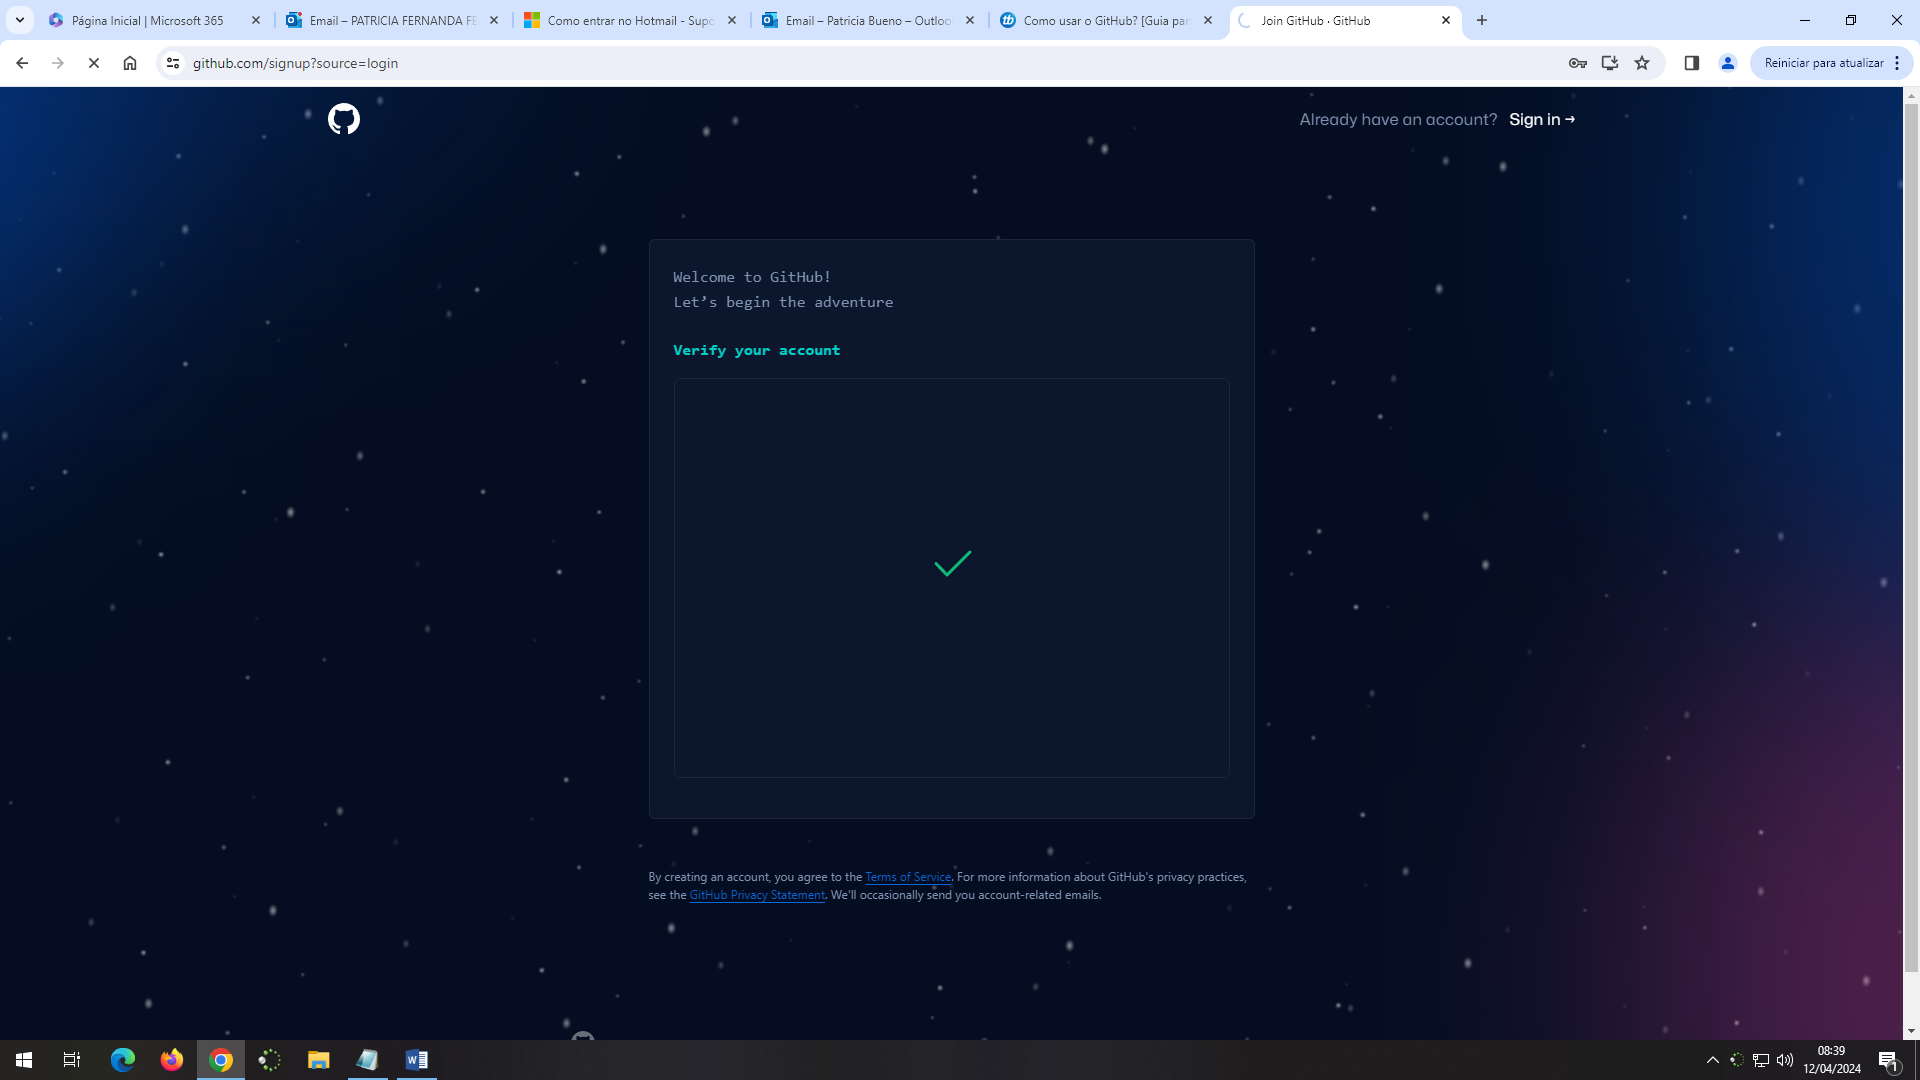 Página Inicial | Microsoft 365
Email – PATRICIA FERNANDA FE
Como entrar no Hotmail - Supo
Email – Patricia Bueno – Outloo
Como usar o GitHub? [Guia par
Join GitHub · GitHub
github.com/signup?source=login
Reiniciar para atualizar
Already have an account? Sign in →
Welcome to GitHub!
Let’s begin the adventure
Verify your account
By creating an account, you agree to the Terms of Service. For more information about GitHub's privacy practices,
see the GitHub Privacy Statement. We'll occasionally send you account-related emails.
08:39
12/04/2024
1